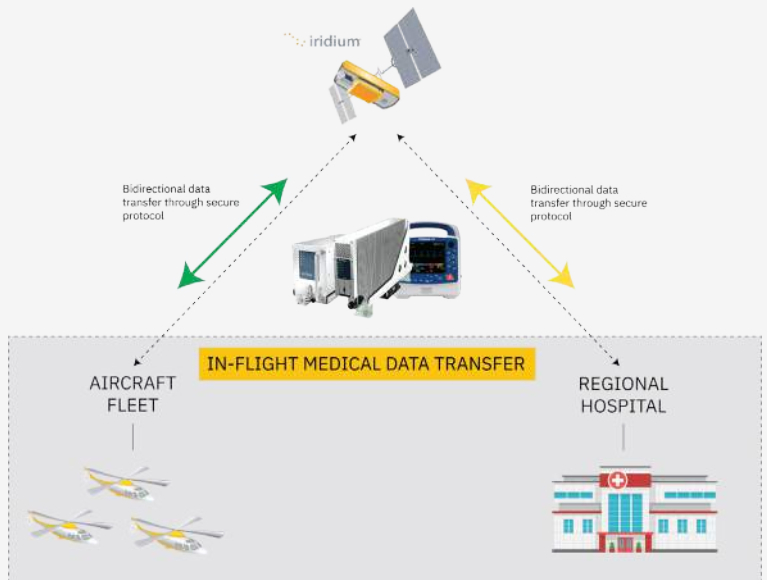 iridium
Bidirectional data
transfer through secure
protocol
Bidirectional data
transfer through secure
protocol
IN-FLIGHT MEDICAL DATA TRANSFER
AIRCRAFT
FLEET
REGIONAL
HOSPITAL